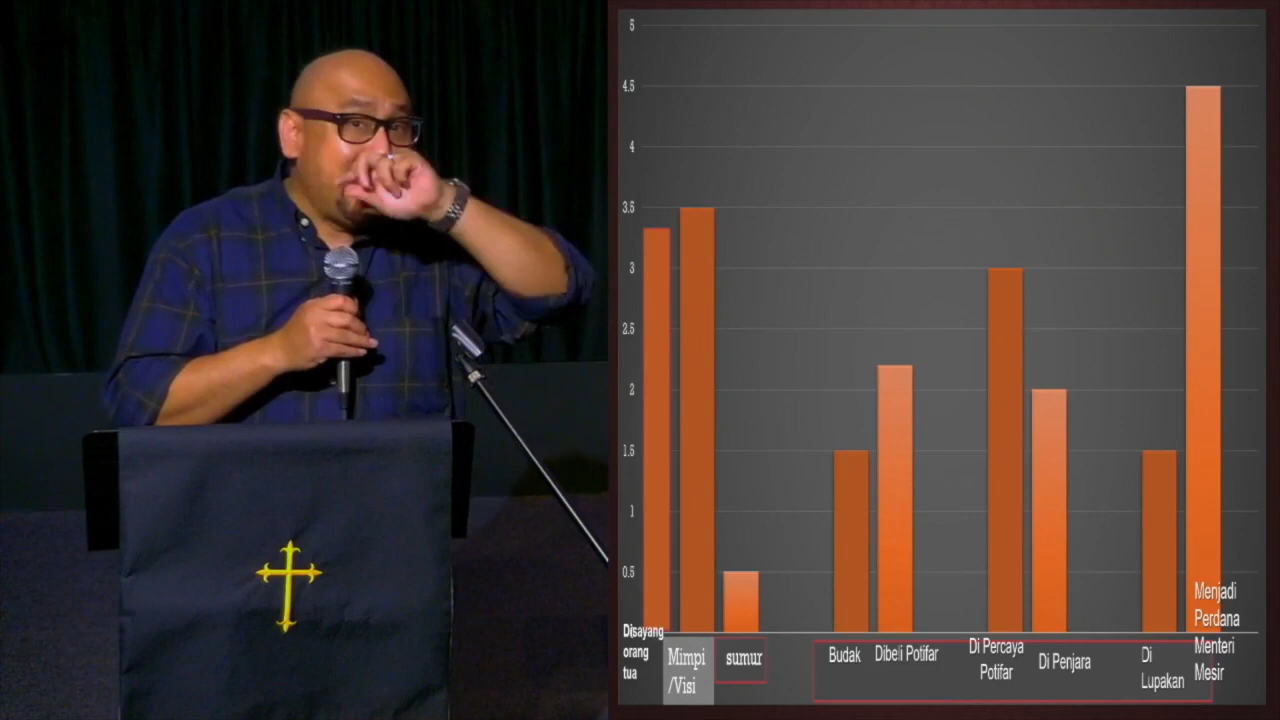 5
4.5
4
3.5
3
2.5
2
1.5
1
0.5
Disayang
orang
tua
Mimpi
/Visi
sumur
Budak
Dibeli Potifar
Di Percaya
Potifar
Di Penjara
Di
Lupakan
Menjadi
Perdana
Menteri
Mesir